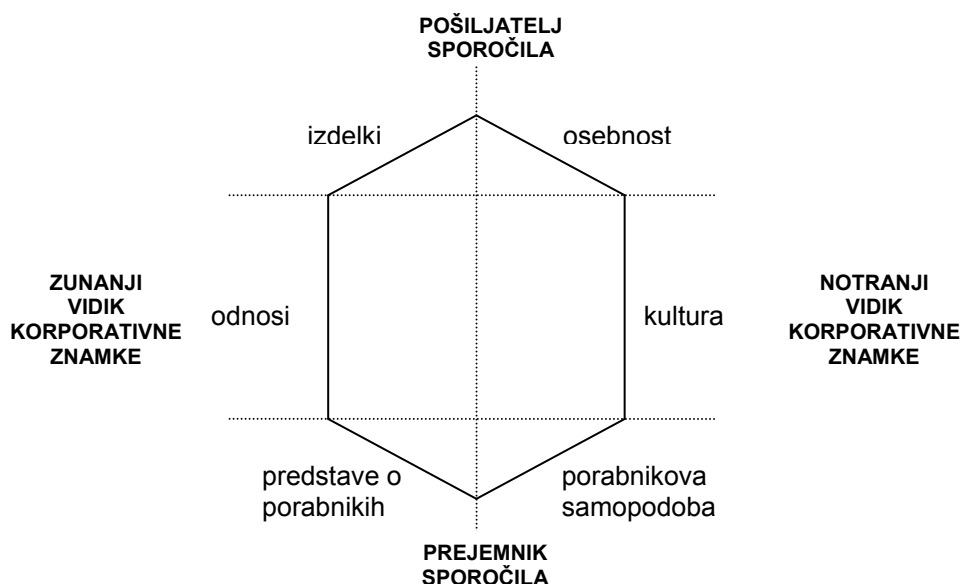 POŠILJATELJ
SPOROČILA
izdelki
osebnost
ZUNANJI
VIDIK
KORPORATIVNE
ZNAMKE
odnosi
kultura
NOTRANJI
VIDIK
KORPORATIVNE
ZNAMKE
predstave o
porabnikih
porabnikova
samopodoba
PREJEMNIK
SPOROČILA